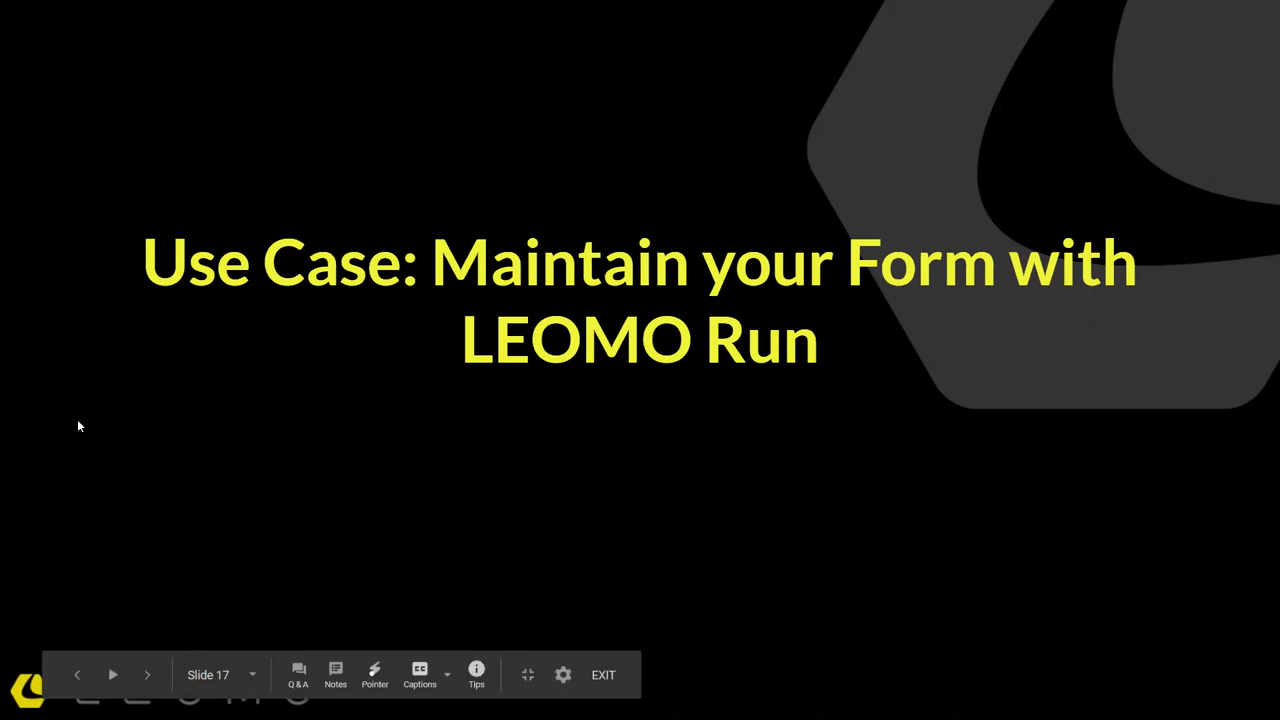 Use Case: Maintain your Form with
LEOMO Run
Slide 17
Q & A
Notes
Pointer
Captions
Tips
EXIT